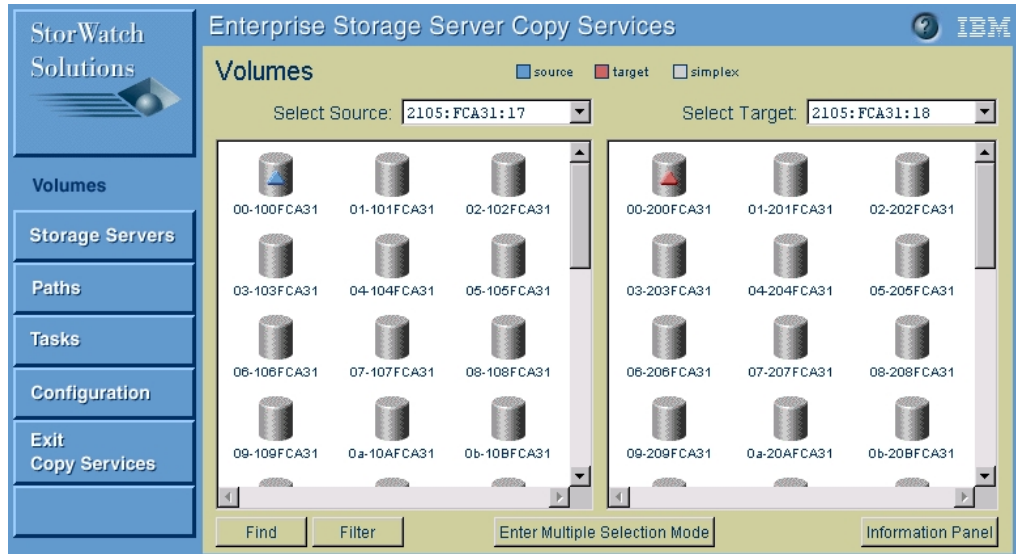 StorWatch
Solutions
Volumes
Storage Servers
Paths
Tasks
Configuration
Exit
Copy Services
Enterprise Storage Server Copy Services
? IBM
Volumes
source target simplex
Select Source: 2105:FCA31:17
Select Target: 2105:FCA31:18
00-100FCA31 01-101FCA31 02-102FCA31
03-103FCA31 04-104FCA31 05-105FCA31
06-106FCA31 07-107FCA31 08-108FCA31
09-109FCA31 0a-10AFCA31 0b-10BFCA31
00-200FCA31 01-201FCA31 02-202FCA31
03-203FCA31 04-204FCA31 05-205FCA31
06-206FCA31 07-207FCA31 08-208FCA31
09-209FCA31 0a-20AFCA31 0b-20BFCA31
Find Filter Enter Multiple Selection Mode Information Panel